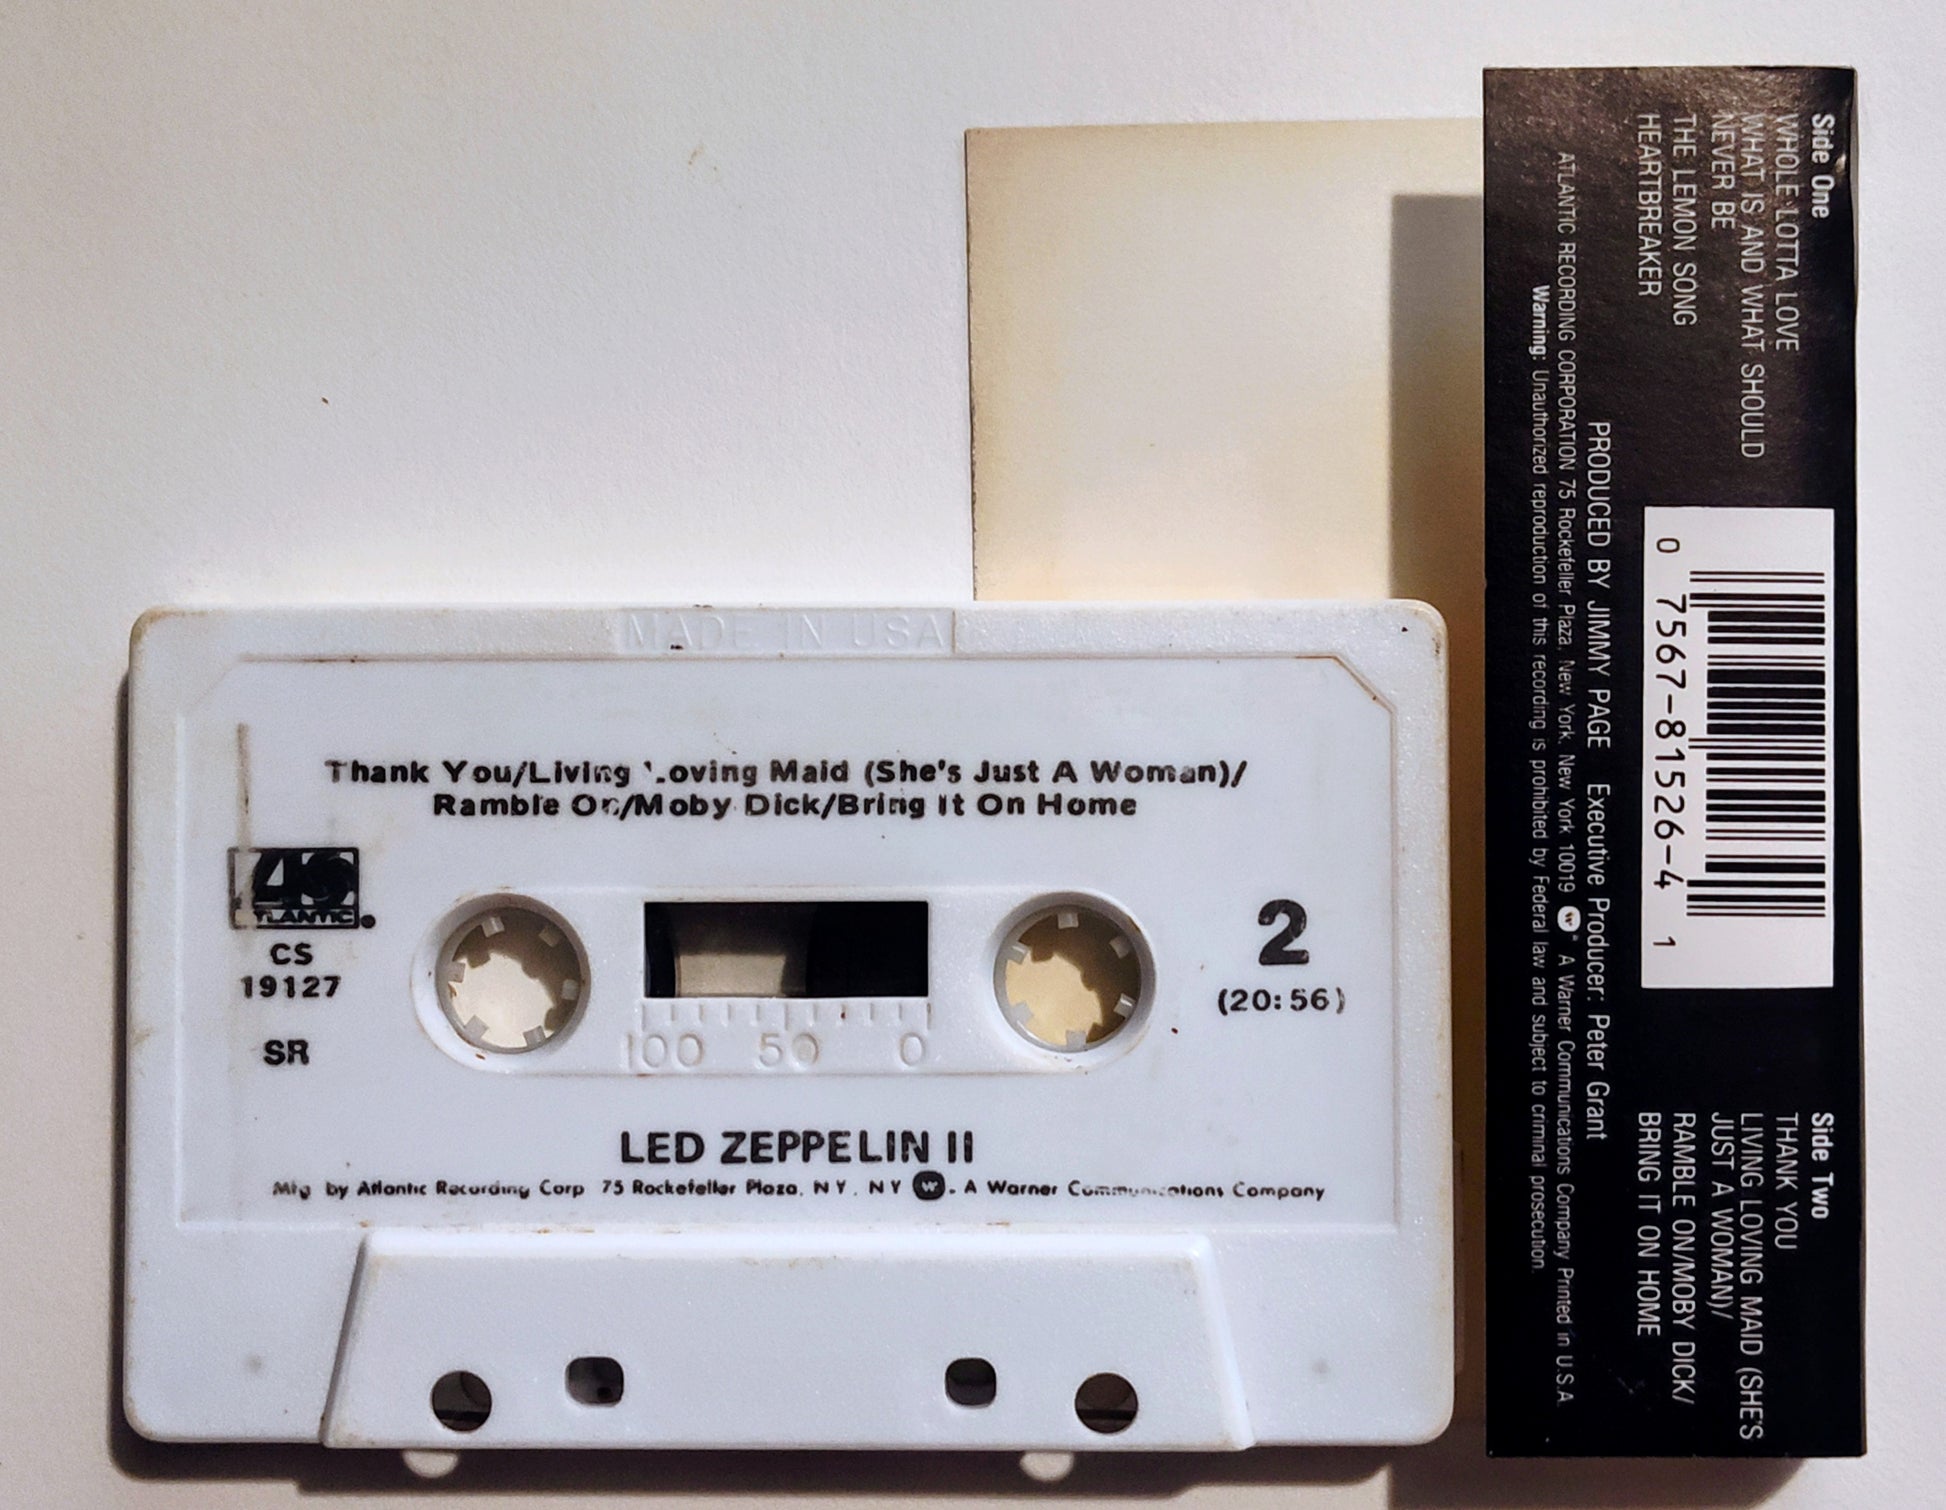 MADE IN USA
Thank You/Living Loving Maid (She's Just A Woman)/
Ramble On/Moby Dick/Bring It On Home
ATLANTIC
CS
19127
SR
2
(20:56)
100 50 0
LED ZEPPELIN II
Mfg by Atlantic Recording Corp 75 Rockefeller Plaza, N Y, N Y W. A Warner Communications Company
Side One
WHOLE LOTTA LOVE
WHAT IS AND WHAT SHOULD
NEVER BE
THE LEMON SONG
HEARTBREAKER
0 7567-81526-4 1
Side Two
THANK YOU
LIVING LOVING MAID (SHE'S
JUST A WOMAN)/
RAMBLE ON/MOBY DICK/
BRING IT ON HOME
PRODUCED BY JIMMY PAGE Executive Producer: Peter Grant
ATLANTIC RECORDING CORPORATION 75 Rockefeller Plaza, New York, New York 10019 W ® A Warner Communications Company Printed in U.S.A.
Warning: Unauthorized reproduction of this recording is prohibited by Federal law and subject to criminal prosecution.